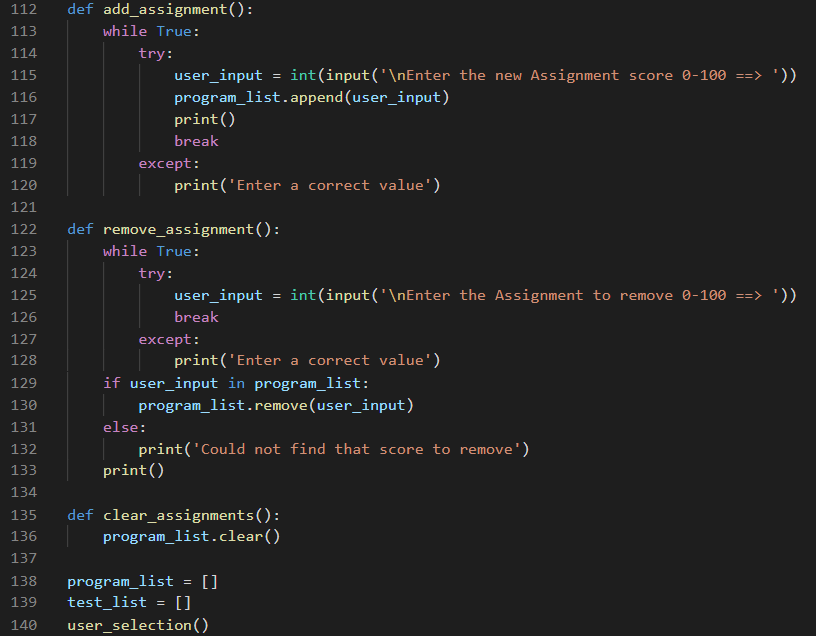 112 def add_assignment():
113     while True:
114         try:
115             user_input = int(input('\nEnter the new Assignment score 0-100 ==> '))
116             program_list.append(user_input)
117             print()
118             break
119         except:
120             print('Enter a correct value')
121
122 def remove_assignment():
123     while True:
124         try:
125             user_input = int(input('\nEnter the Assignment to remove 0-100 ==> '))
126             break
127         except:
128             print('Enter a correct value')
129     if user_input in program_list:
130         program_list.remove(user_input)
131     else:
132         print('Could not find that score to remove')
133     print()
134
135 def clear_assignments():
136     program_list.clear()
137
138 program_list = []
139 test_list = []
140 user_selection()